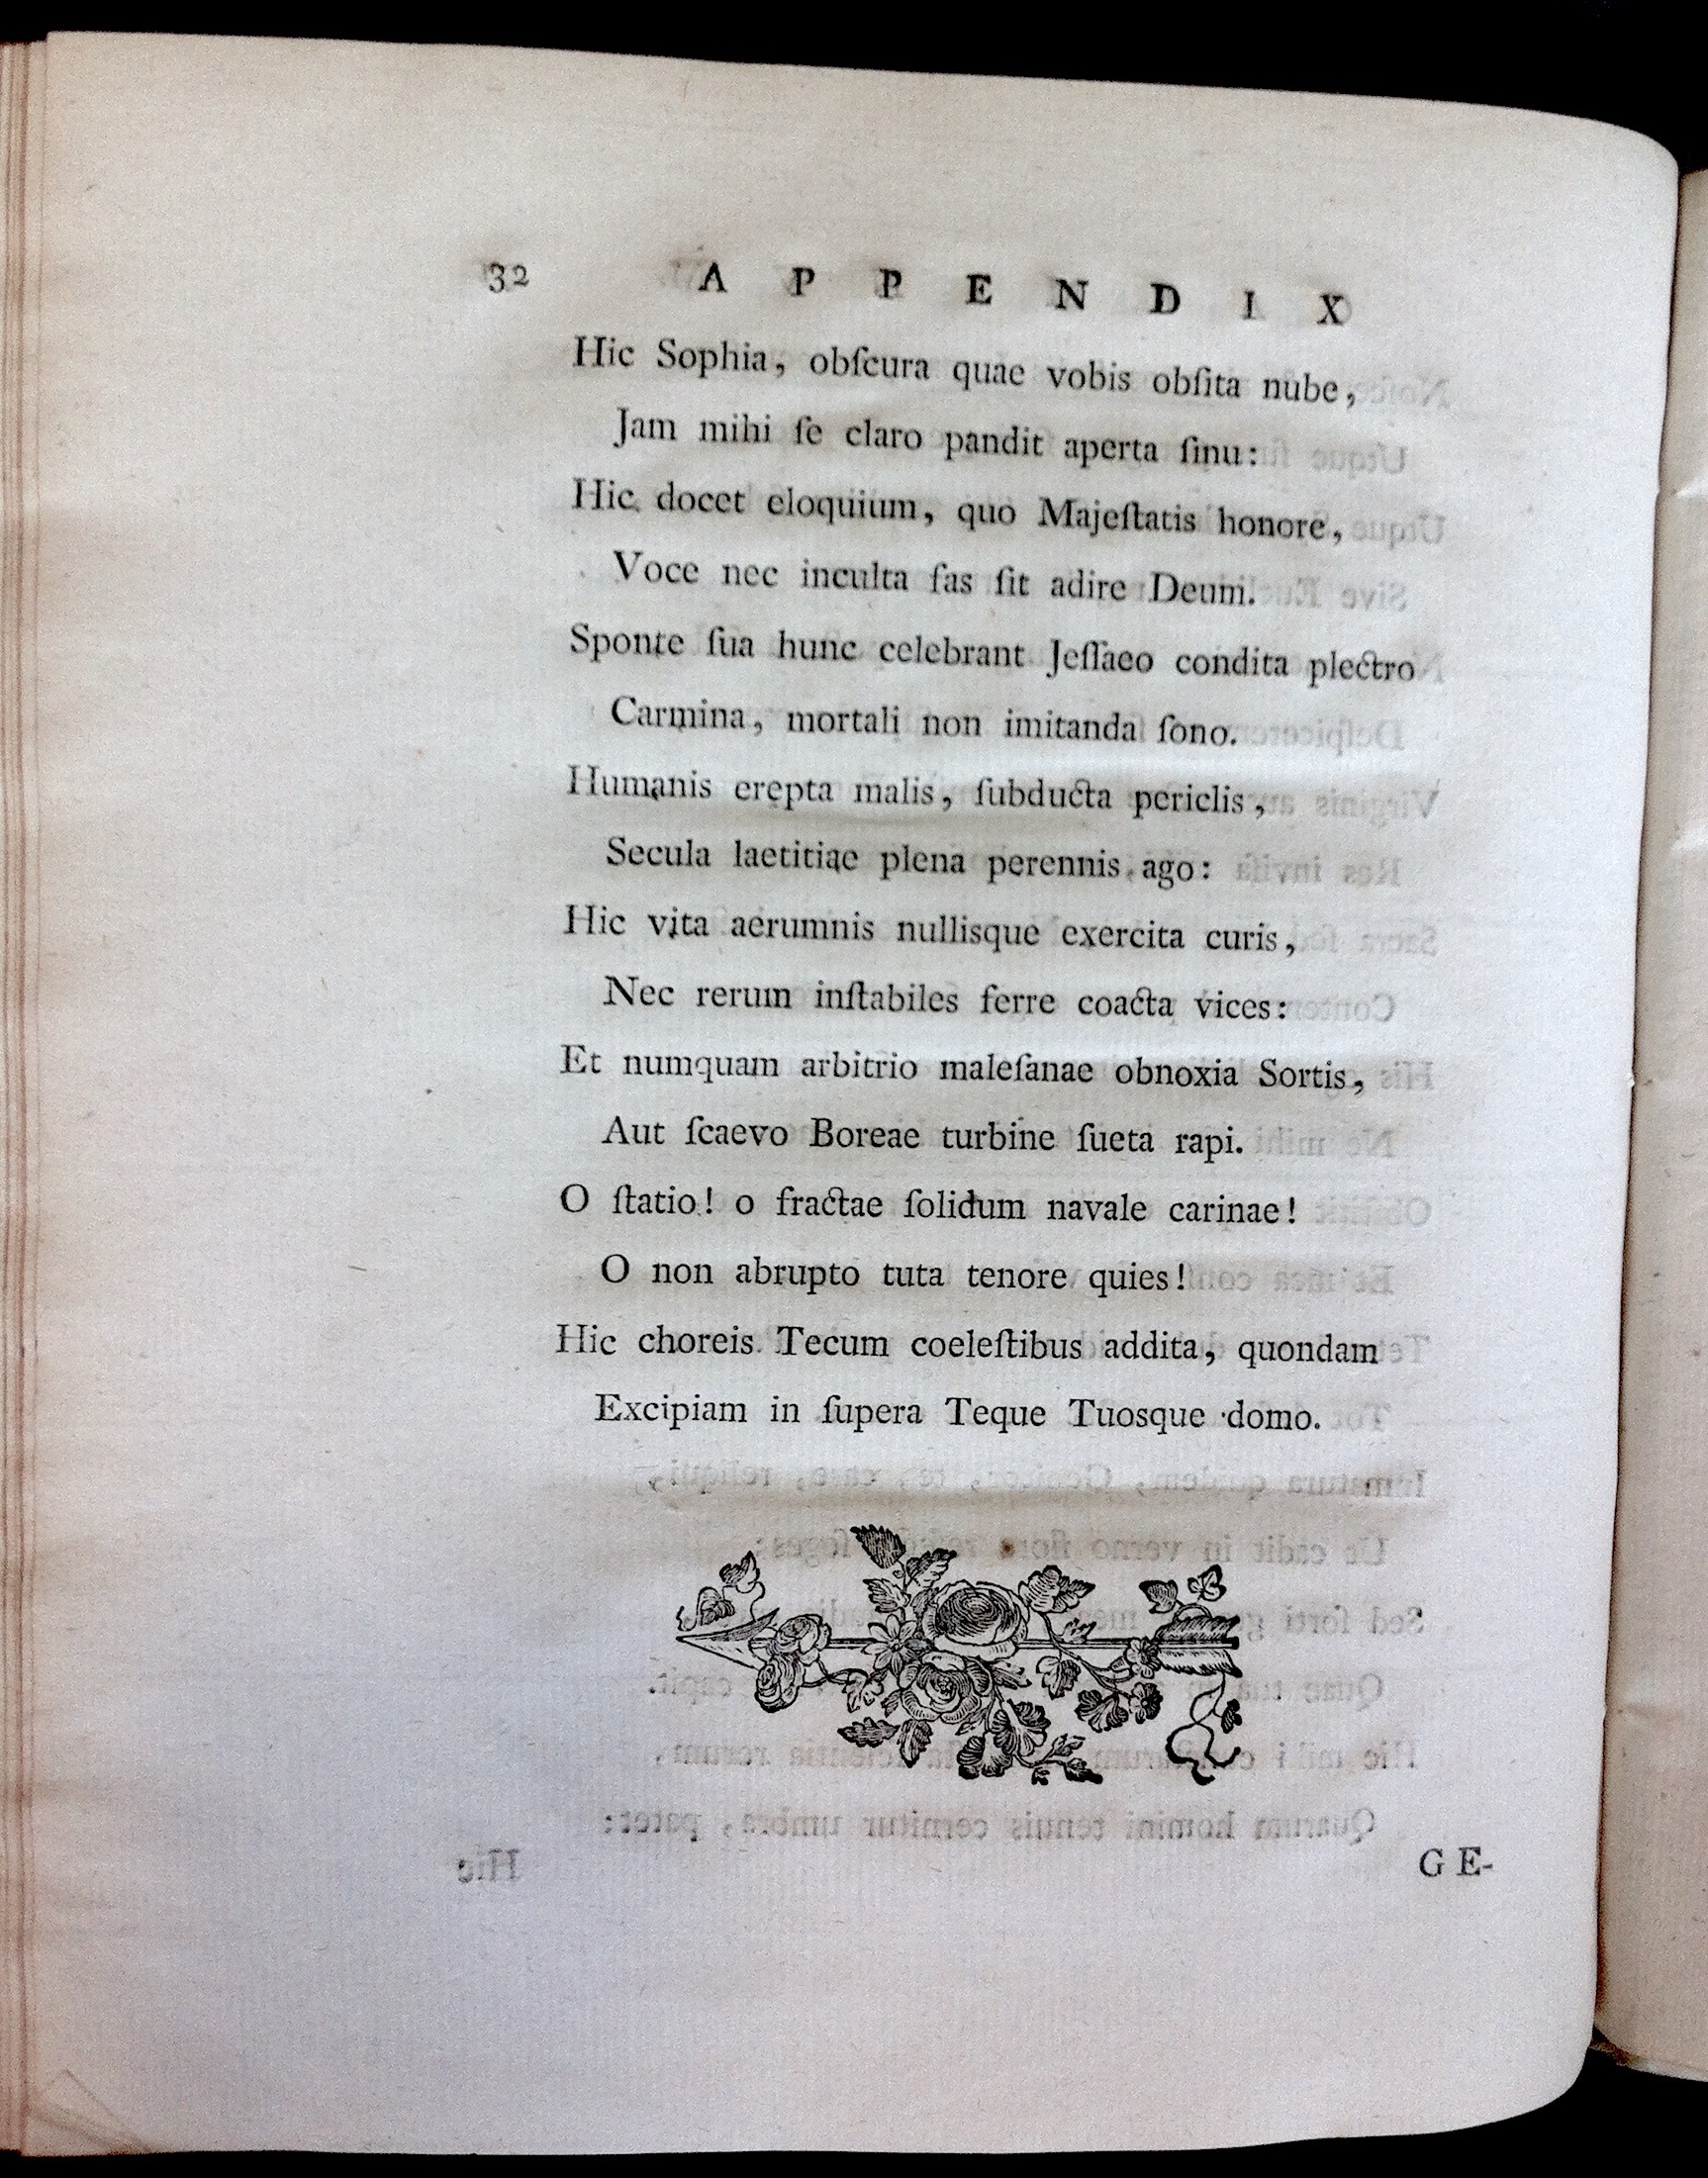 32 APPENDIX
Hic Sophia, obſcura quae vobis obſita nube,
Jam mihi ſe claro pandit aperta ſinu:
Hic docet eloquium, quo Majeſtatis honore,
Voce nec inculta fas ſit adire Deum.
Sponte ſua hunc celebrant Jeſſaeo condita plectro
Carmina, mortali non imitanda ſono.
Humanis erepta malis, ſubducta periclis,
Secula laetitiae plena perennis ago:
Hic vita aerumnis nullisque exercita curis,
Nec rerum inſtabiles ferre coacta vices:
Et numquam arbitrio maleſanae obnoxia Sortis,
Aut ſcaevo Boreae turbine ſueta rapi.
O ſtatio! o fractae ſolidum navale carinae!
O non abrupto tuta tenore quies!
Hic choreis Tecum coeleſtibus addita, quondam
Excipiam in ſupera Teque Tuosque domo.
GE-